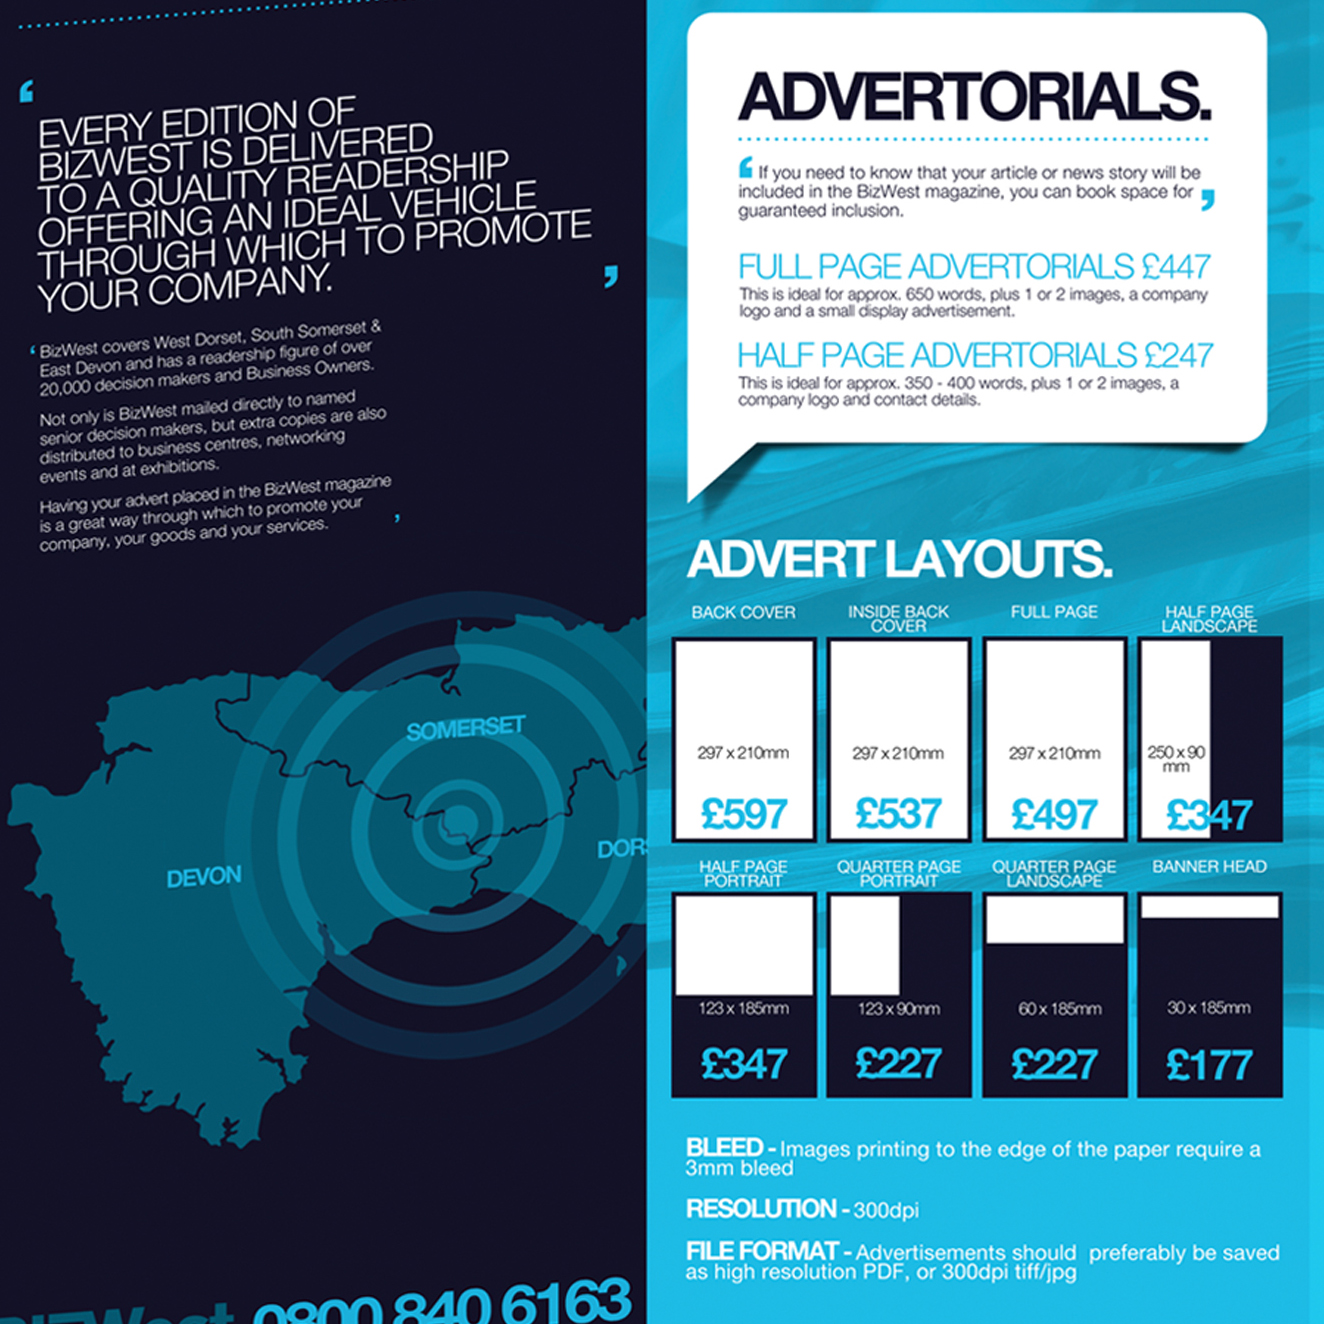 ‘
EVERY EDITION OF
BIZWEST IS DELIVERED
TO A QUALITY READERSHIP
OFFERING AN IDEAL VEHICLE
THROUGH WHICH TO PROMOTE
YOUR COMPANY. ’
‘ BizWest covers West Dorset, South Somerset &
East Devon and has a readership figure of over
20,000 decision makers and Business Owners.
Not only is BizWest mailed directly to named
senior decision makers, but extra copies are also
distributed to business centres, networking
events and at exhibitions.
Having your advert placed in the BizWest magazine
is a great way through which to promote your
company, your goods and your services. ’
SOMERSET
DEVON
DORS
BIZWest 0800 840 6163
ADVERTORIALS.
‘ If you need to know that your article or news story will be
included in the BizWest magazine, you can book space for ’
guaranteed inclusion.
FULL PAGE ADVERTORIALS £447
This is ideal for approx. 650 words, plus 1 or 2 images, a company
logo and a small display advertisement.
HALF PAGE ADVERTORIALS £247
This is ideal for approx. 350 - 400 words, plus 1 or 2 images, a
company logo and contact details.
ADVERT LAYOUTS.
BACK COVER
297 x 210mm
£597
INSIDE BACK
COVER
297 x 210mm
£537
FULL PAGE
297 x 210mm
£497
HALF PAGE
LANDSCAPE
250 x 90
mm
£347
HALF PAGE
PORTRAIT
123 x 185mm
£347
QUARTER PAGE
PORTRAIT
123 x 90mm
£227
QUARTER PAGE
LANDSCAPE
60 x 185mm
£227
BANNER HEAD
30 x 185mm
£177
BLEED - Images printing to the edge of the paper require a
3mm bleed
RESOLUTION - 300dpi
FILE FORMAT - Advertisements should preferably be saved
as high resolution PDF, or 300dpi tiff/jpg